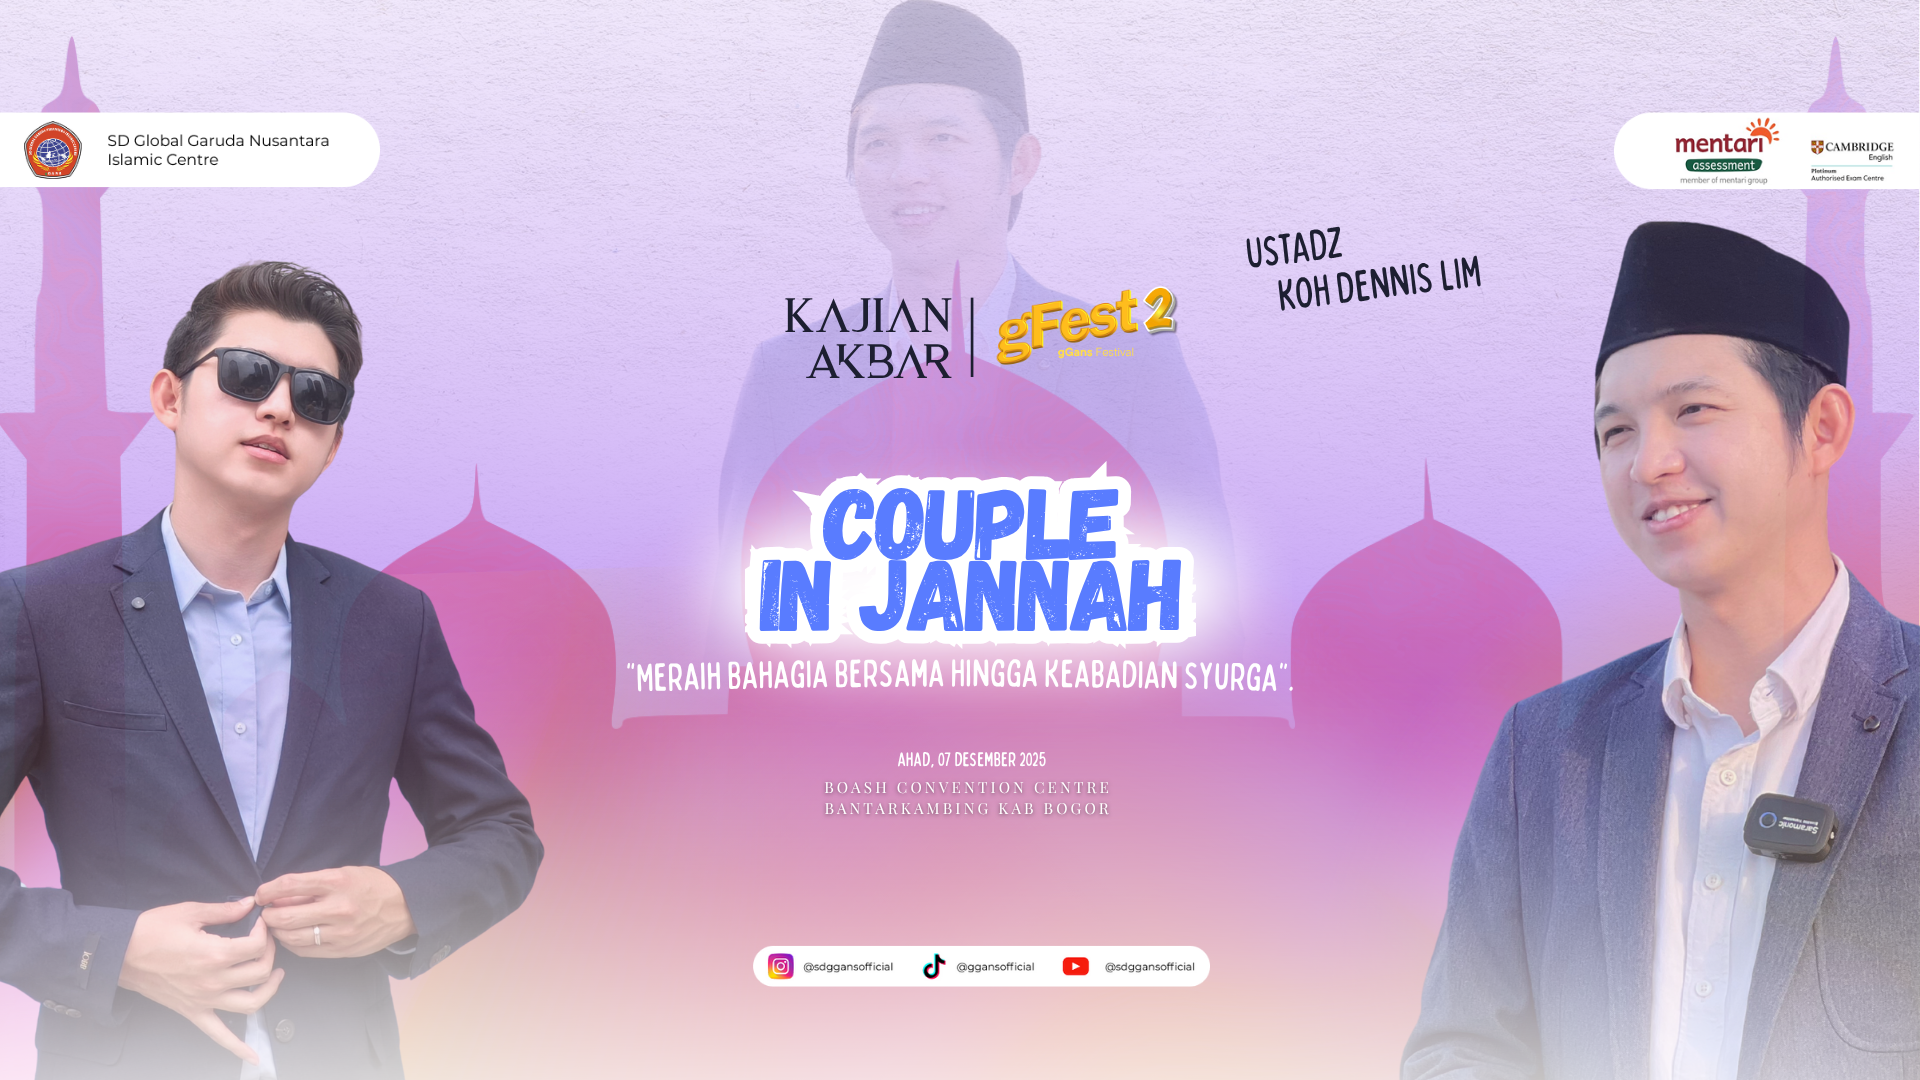 SD Global Garuda Nusantara
Islamic Centre
mentari
assessment
member of mentari group
CAMBRIDGE
English
Platinum
Authorised Exam Centre
USTADZ
KOH DENNIS LIM
KAJIAN
AKBAR
gFest 2
gGans Festival
COUPLE
IN JANNAH
"MERAIH BAHAGIA BERSAMA HINGGA KEABADIAN SYURGA".
AHAD, 07 DESEMBER 2025
BOASH CONVENTION CENTRE
BANTARKAMBING KAB BOGOR
Saramonic
@sdggansofficial
@ggansofficial
@sdggansofficial